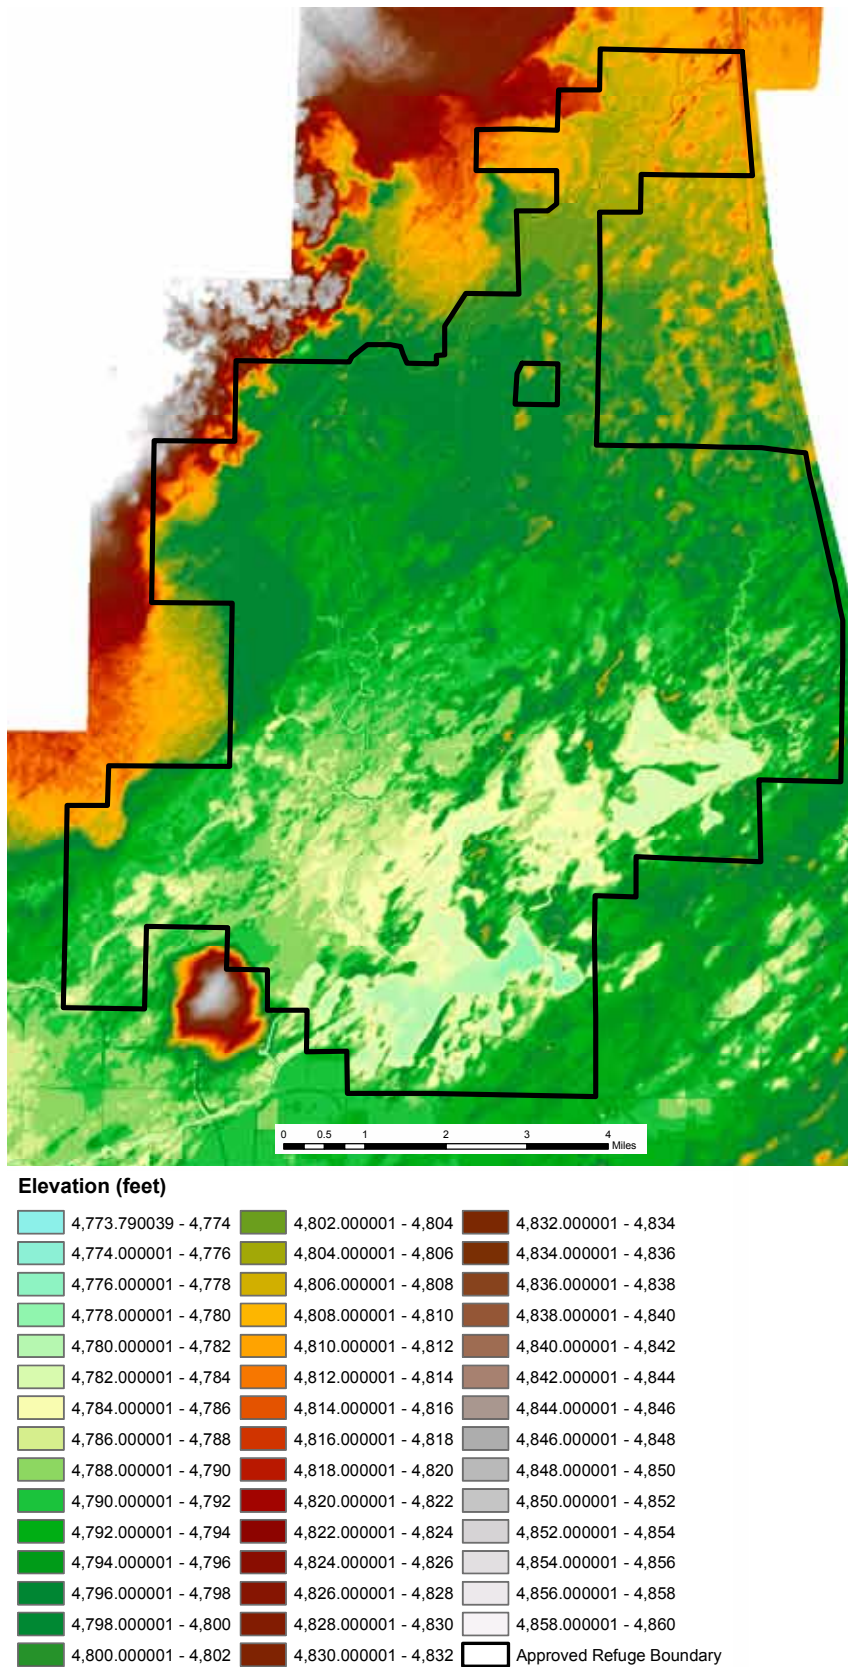 0 0.5 1 2 3 4
Miles
Elevation (feet)
4,773.790039 - 4,774
4,774.000001 - 4,776
4,776.000001 - 4,778
4,778.000001 - 4,780
4,780.000001 - 4,782
4,782.000001 - 4,784
4,784.000001 - 4,786
4,786.000001 - 4,788
4,788.000001 - 4,790
4,790.000001 - 4,792
4,792.000001 - 4,794
4,794.000001 - 4,796
4,796.000001 - 4,798
4,798.000001 - 4,800
4,800.000001 - 4,802
4,802.000001 - 4,804
4,804.000001 - 4,806
4,806.000001 - 4,808
4,808.000001 - 4,810
4,810.000001 - 4,812
4,812.000001 - 4,814
4,814.000001 - 4,816
4,816.000001 - 4,818
4,818.000001 - 4,820
4,820.000001 - 4,822
4,822.000001 - 4,824
4,824.000001 - 4,826
4,826.000001 - 4,828
4,828.000001 - 4,830
4,830.000001 - 4,832
4,832.000001 - 4,834
4,834.000001 - 4,836
4,836.000001 - 4,838
4,838.000001 - 4,840
4,840.000001 - 4,842
4,842.000001 - 4,844
4,844.000001 - 4,846
4,846.000001 - 4,848
4,848.000001 - 4,850
4,850.000001 - 4,852
4,852.000001 - 4,854
4,854.000001 - 4,856
4,856.000001 - 4,858
4,858.000001 - 4,860
Approved Refuge Boundary